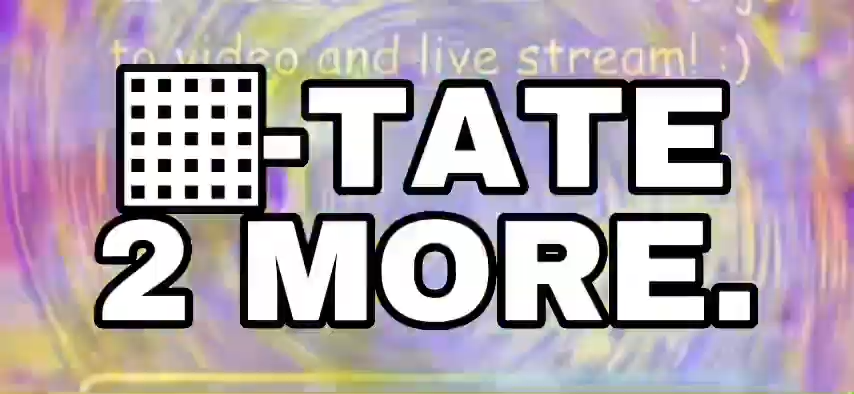 to video and live stream! :)
▦-TATE
2 MORE.